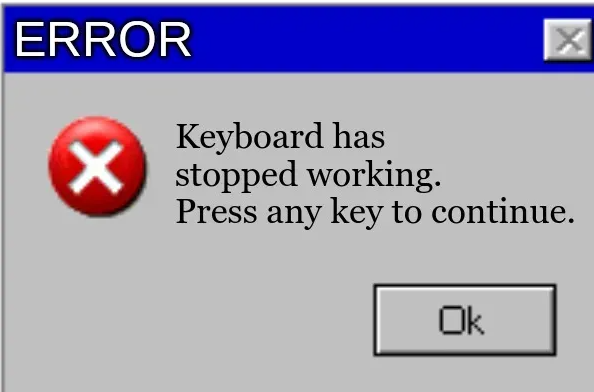 ERROR
Keyboard has
stopped working.
Press any key to continue.
Ok